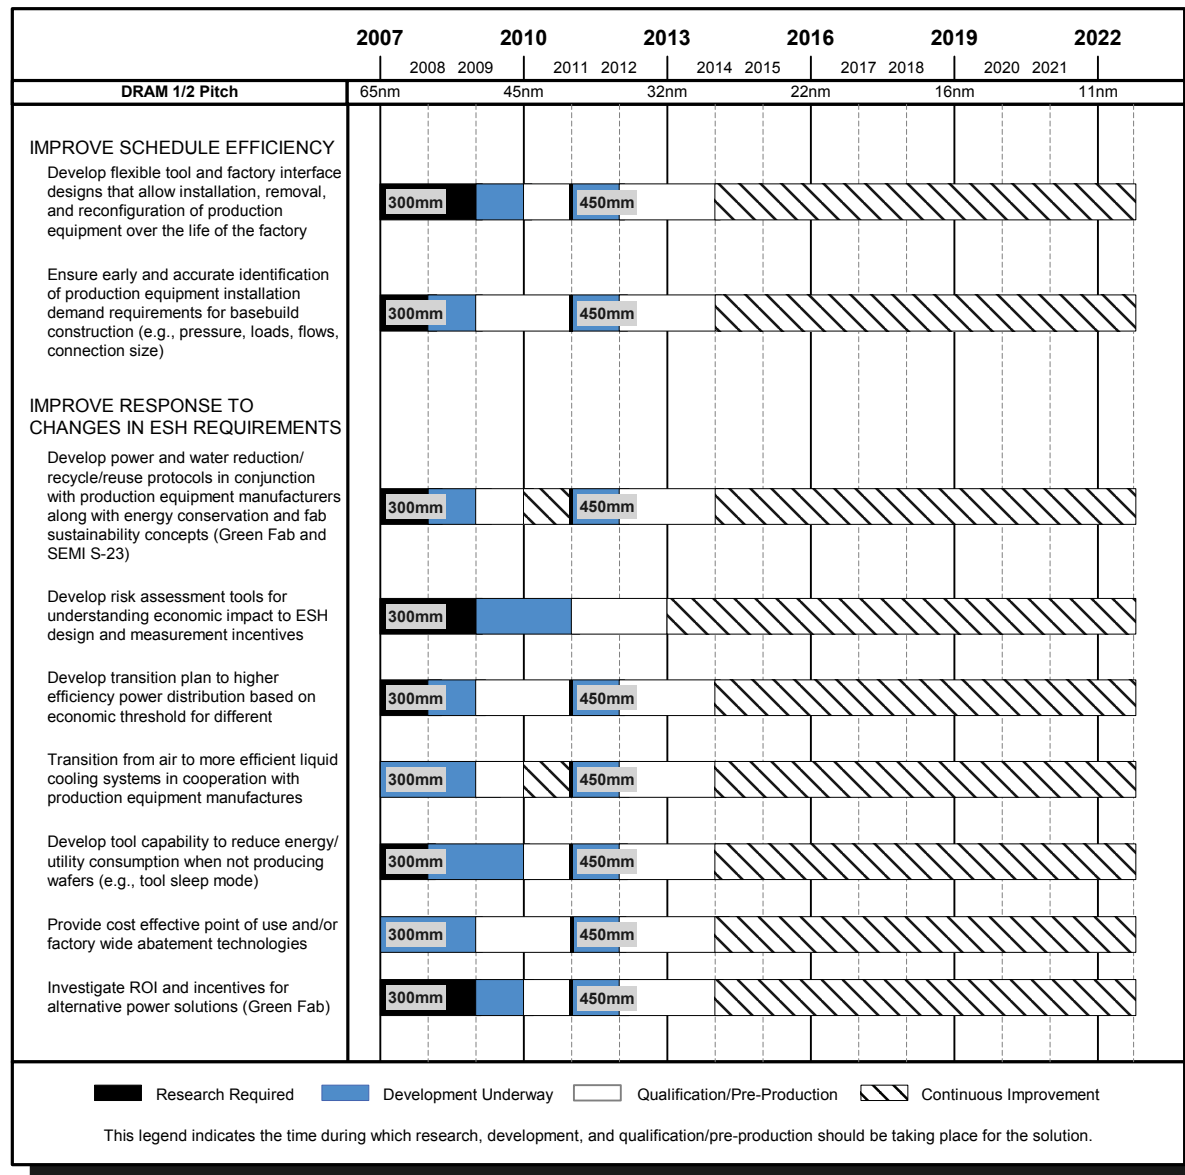 2007 2010 2013 2016 2019 2022
2008 2009 2011 2012 2014 2015 2017 2018 2020 2021
DRAM 1/2 Pitch 65nm 45nm 32nm 22nm 16nm 11nm
IMPROVE SCHEDULE EFFICIENCY
Develop flexible tool and factory interface
designs that allow installation, removal,
and reconfiguration of production
equipment over the life of the factory
300mm 450mm
Ensure early and accurate identification
of production equipment installation
demand requirements for basebuild
construction (e.g., pressure, loads, flows,
connection size)
300mm 450mm
IMPROVE RESPONSE TO
CHANGES IN ESH REQUIREMENTS
Develop power and water reduction/
recycle/reuse protocols in conjunction
with production equipment manufacturers
along with energy conservation and fab
sustainability concepts (Green Fab and
SEMI S-23)
300mm 450mm
Develop risk assessment tools for
understanding economic impact to ESH
design and measurement incentives
300mm
Develop transition plan to higher
efficiency power distribution based on
economic threshold for different
300mm 450mm
Transition from air to more efficient liquid
cooling systems in cooperation with
production equipment manufactures
300mm 450mm
Develop tool capability to reduce energy/
utility consumption when not producing
wafers (e.g., tool sleep mode)
300mm 450mm
Provide cost effective point of use and/or
factory wide abatement technologies
300mm 450mm
Investigate ROI and incentives for
alternative power solutions (Green Fab)
300mm 450mm
Research Required Development Underway Qualification/Pre-Production Continuous Improvement
This legend indicates the time during which research, development, and qualification/pre-production should be taking place for the solution.